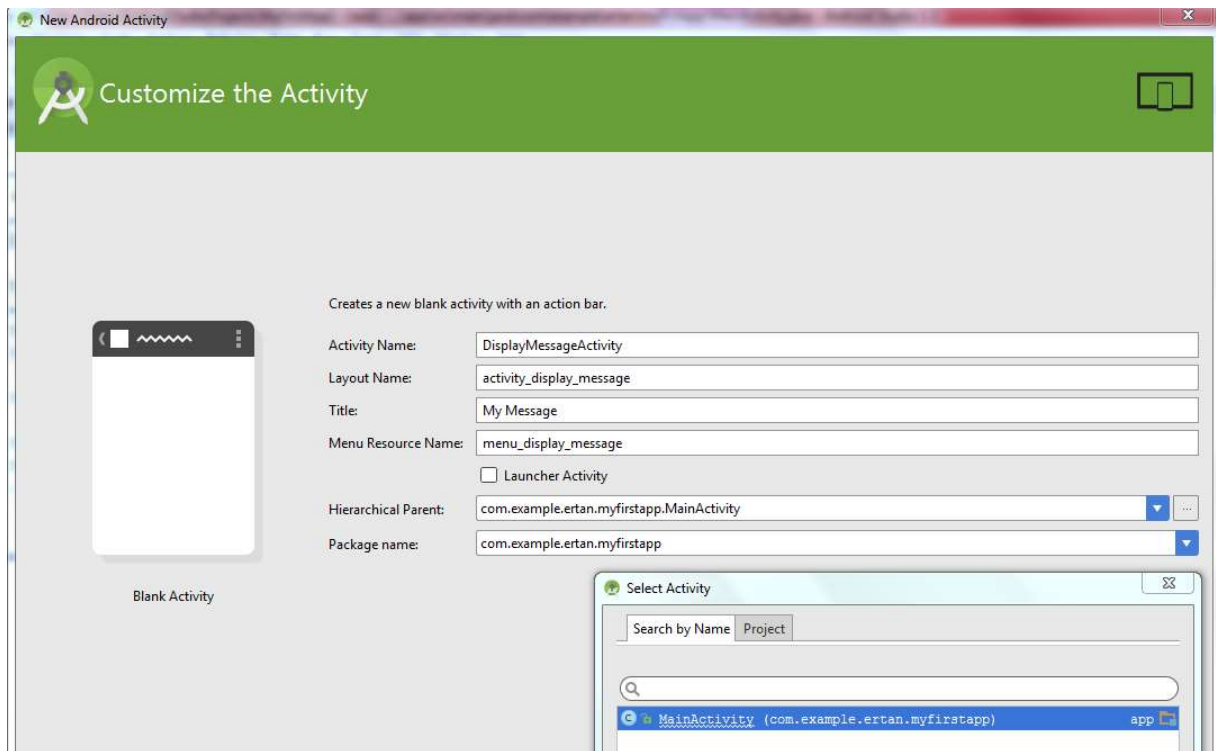 New Android Activity
Customize the Activity
Creates a new blank activity with an action bar.
Activity Name: DisplayMessageActivity
Layout Name: activity_display_message
Title: My Message
Menu Resource Name: menu_display_message
Launcher Activity
Hierarchical Parent: com.example.ertan.myfirstapp.MainActivity ...
Package name: com.example.ertan.myfirstapp
Blank Activity
Select Activity
Search by Name Project
MainActivity (com.example.ertan.myfirstapp) app